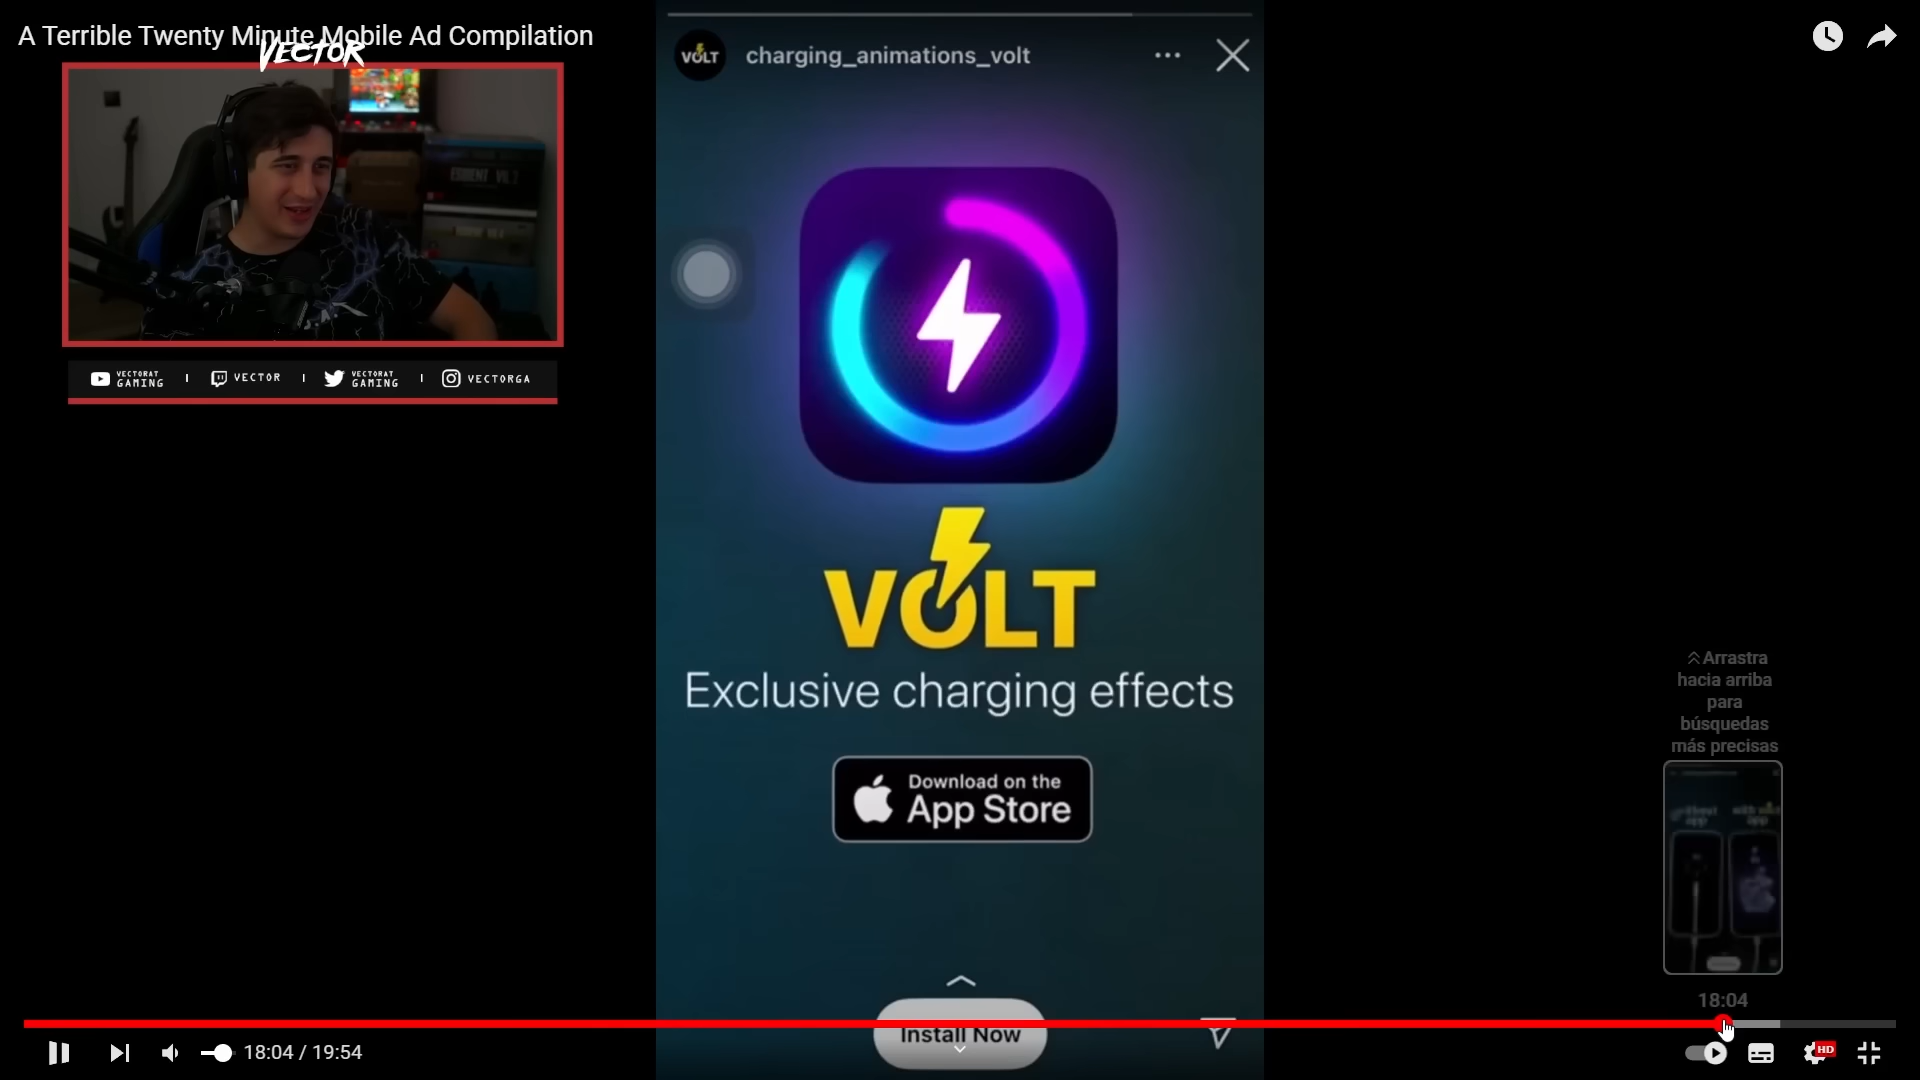 A Terrible Twenty Minute Mobile Ad Compilation
VECTOR
VECTORAT GAMING
VECTOR
VECTORAT GAMING
VECTORGA
VOLT
charging_animations_volt
VOLT
Exclusive charging effects
Download on the
App Store
Install Now
Arrastra
hacia arriba
para
búsquedas
más precisas
app
app
18:04
18:04 / 19:54
HD